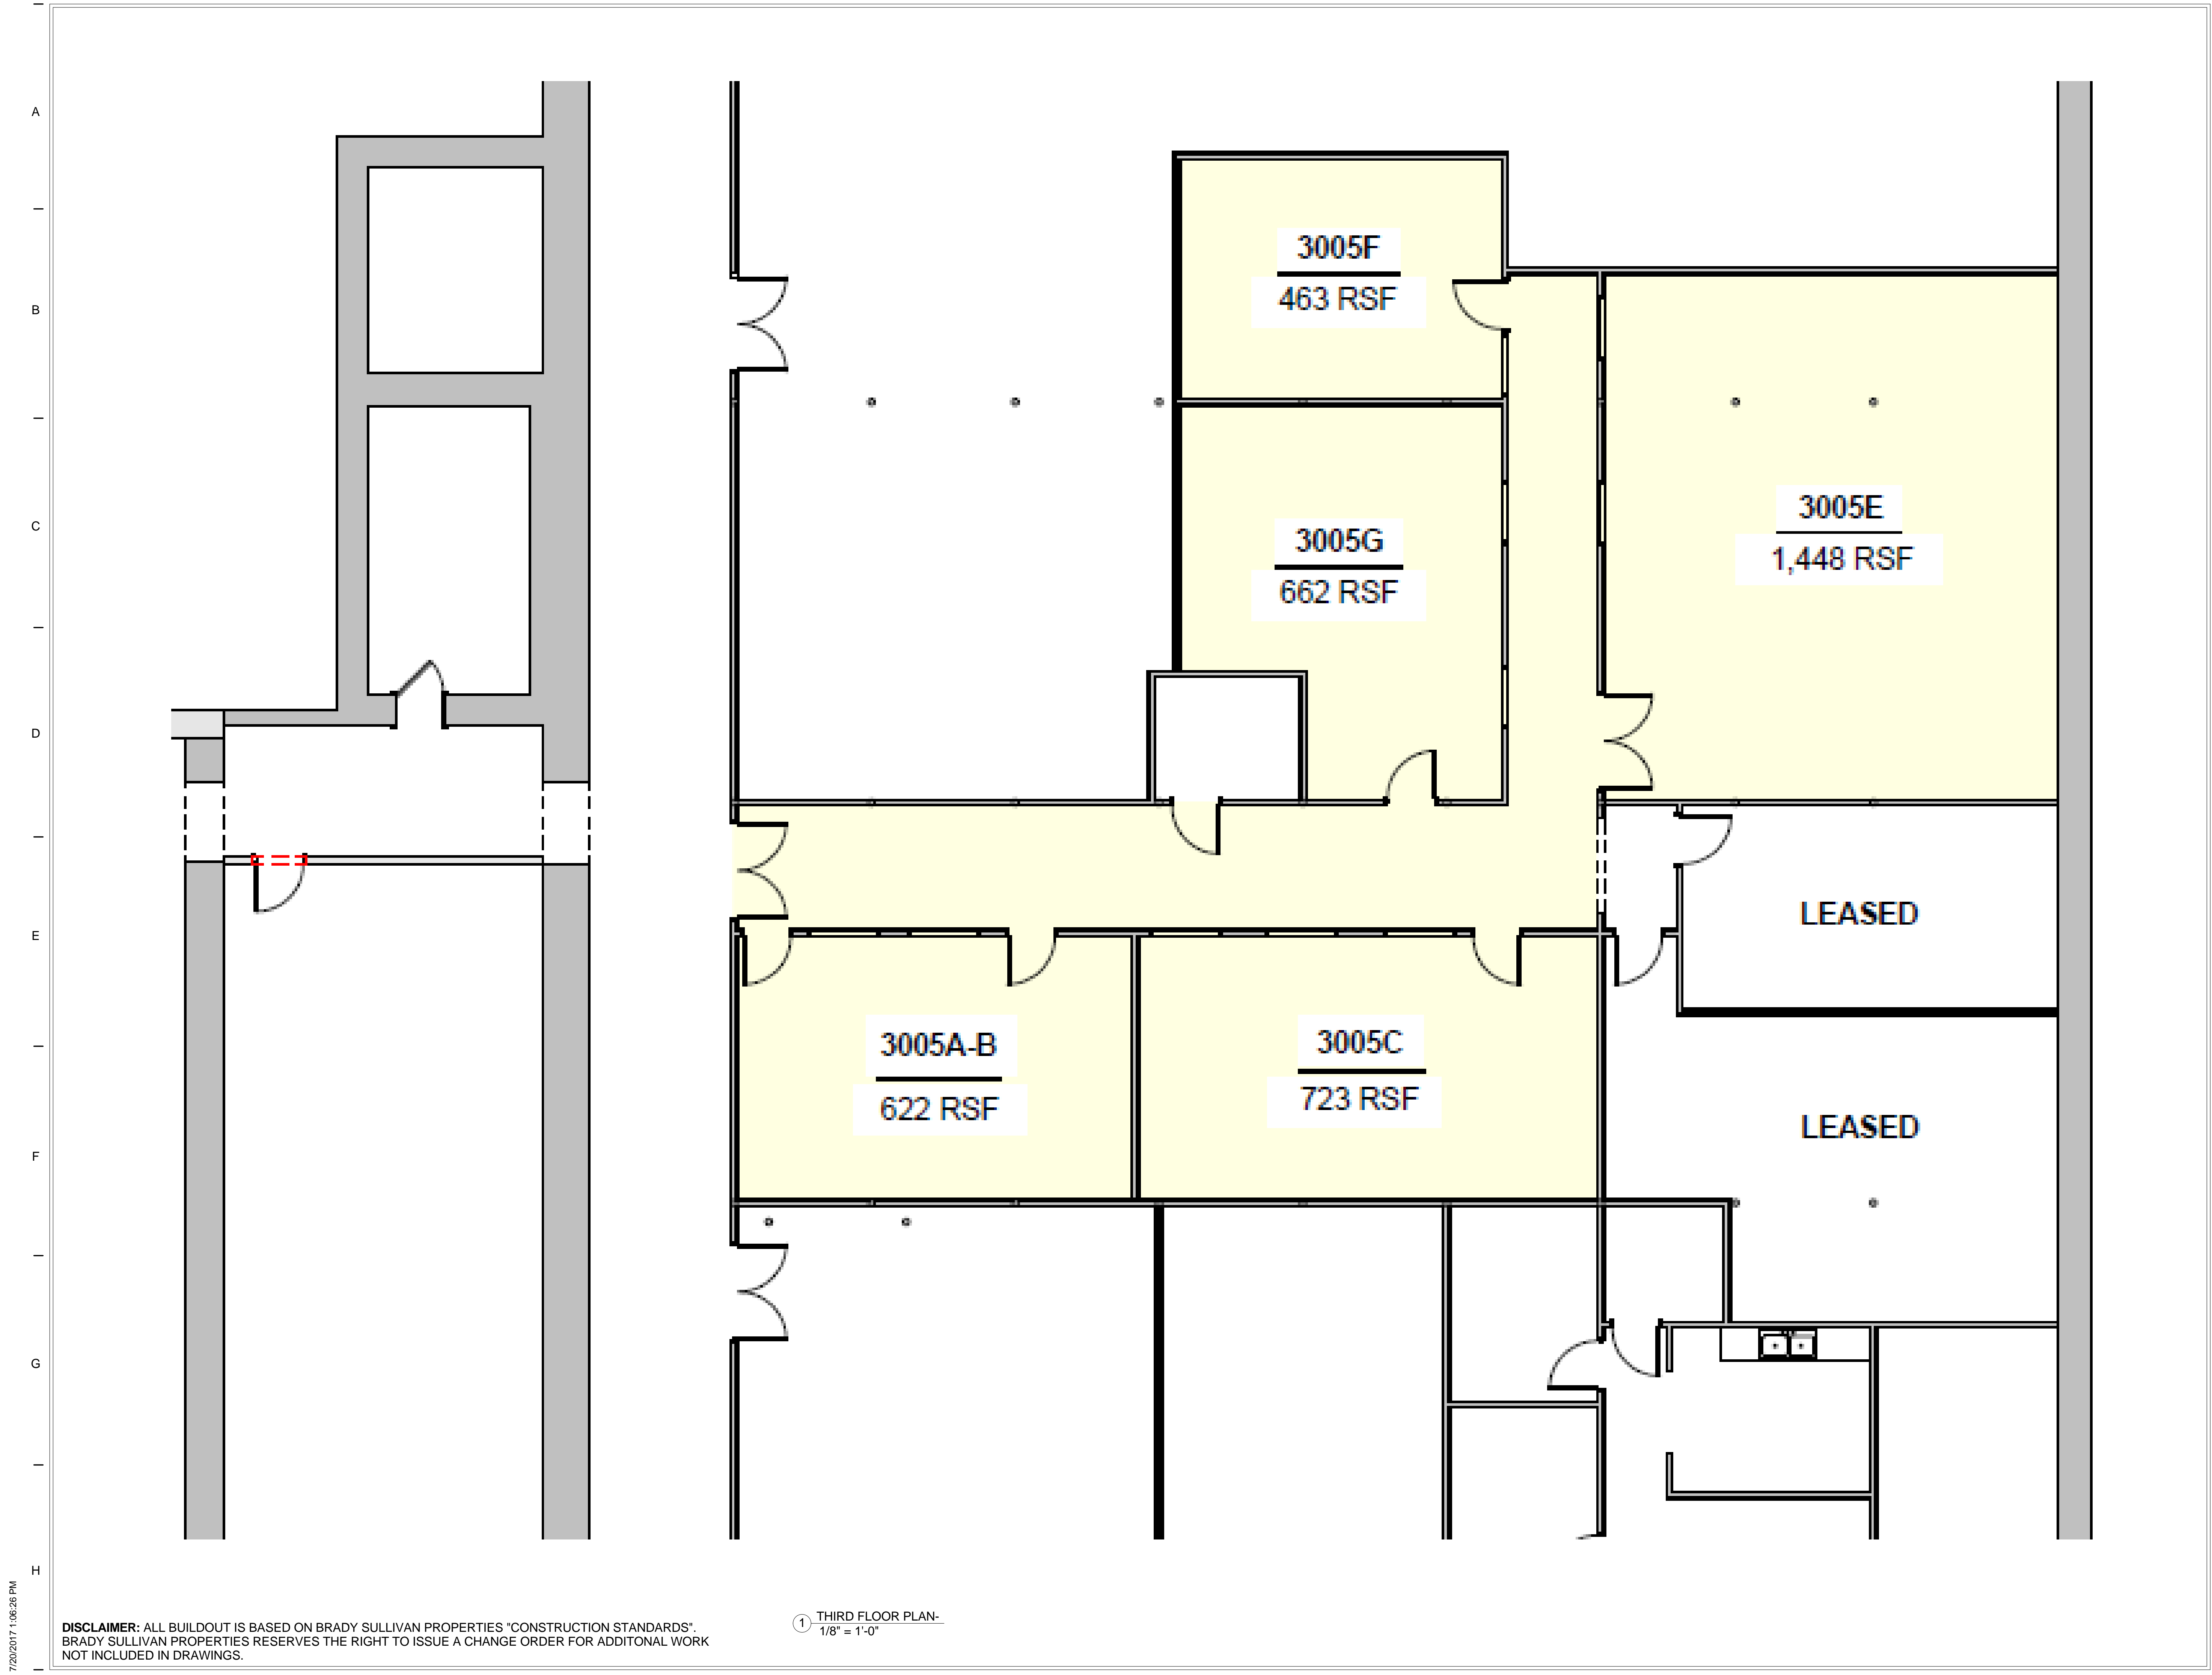 A
B
C
D
E
F
G
H
3005F
463 RSF
3005G
662 RSF
3005E
1,448 RSF
LEASED
3005A-B
622 RSF
3005C
723 RSF
LEASED
7/20/2017 1:06:26 PM
DISCLAIMER: ALL BUILDOUT IS BASED ON BRADY SULLIVAN PROPERTIES "CONSTRUCTION STANDARDS".
BRADY SULLIVAN PROPERTIES RESERVES THE RIGHT TO ISSUE A CHANGE ORDER FOR ADDITONAL WORK
NOT INCLUDED IN DRAWINGS.
1 THIRD FLOOR PLAN-
1/8" = 1'-0"